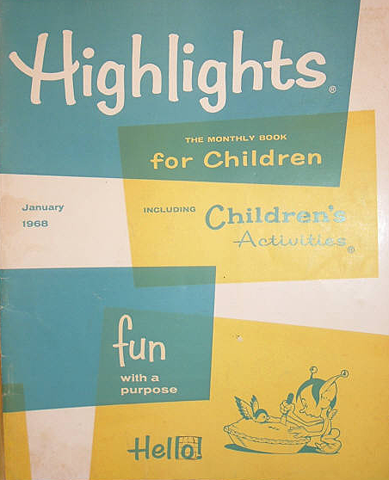 Highlights®
THE MONTHLY BOOK
for Children
January
1968
INCLUDING Children's
Activities®
fun
with a
purpose
Hello!